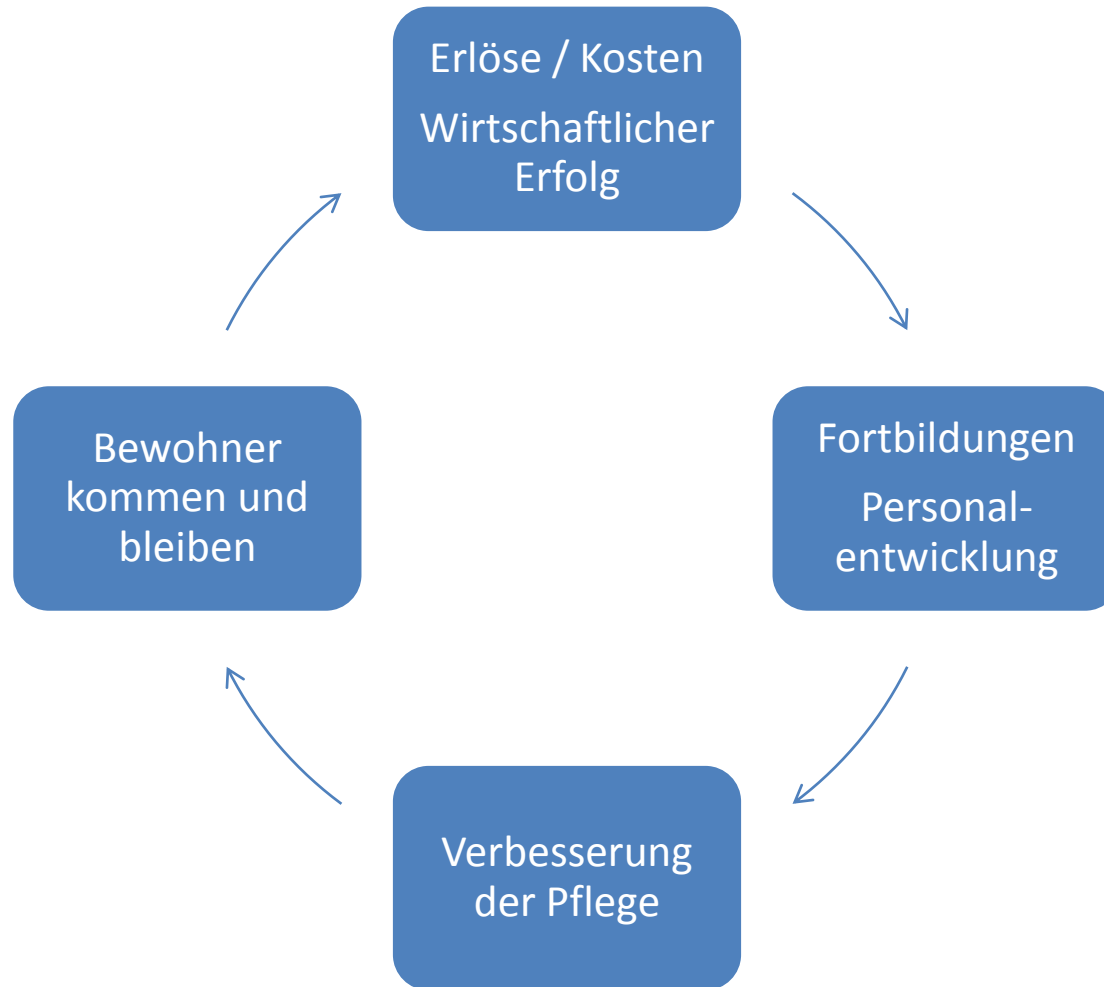 Erlöse / Kosten
Wirtschaftlicher
Erfolg
Fortbildungen
Personal-
entwicklung
Verbesserung
der Pflege
Bewohner
kommen und
bleiben